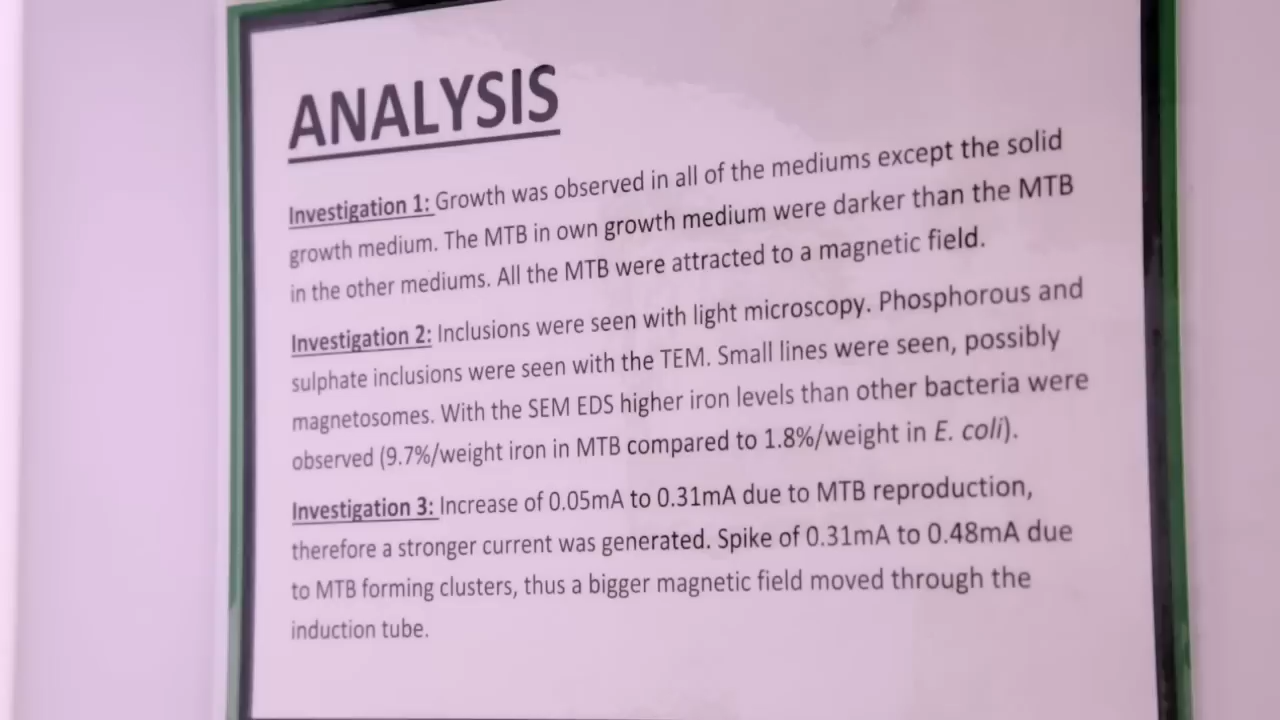 ANALYSIS
Investigation 1: Growth was observed in all of the mediums except the solid
growth medium. The MTB in own growth medium were darker than the MTB
in the other mediums. All the MTB were attracted to a magnetic field.
Investigation 2: Inclusions were seen with light microscopy. Phosphorous and
sulphate inclusions were seen with the TEM. Small lines were seen, possibly
magnetosomes. With the SEM EDS higher iron levels than other bacteria were
observed (9.7%/weight iron in MTB compared to 1.8%/weight in E. coli).
Investigation 3: Increase of 0.05mA to 0.31mA due to MTB reproduction,
therefore a stronger current was generated. Spike of 0.31mA to 0.48mA due
to MTB forming clusters, thus a bigger magnetic field moved through the
induction tube.